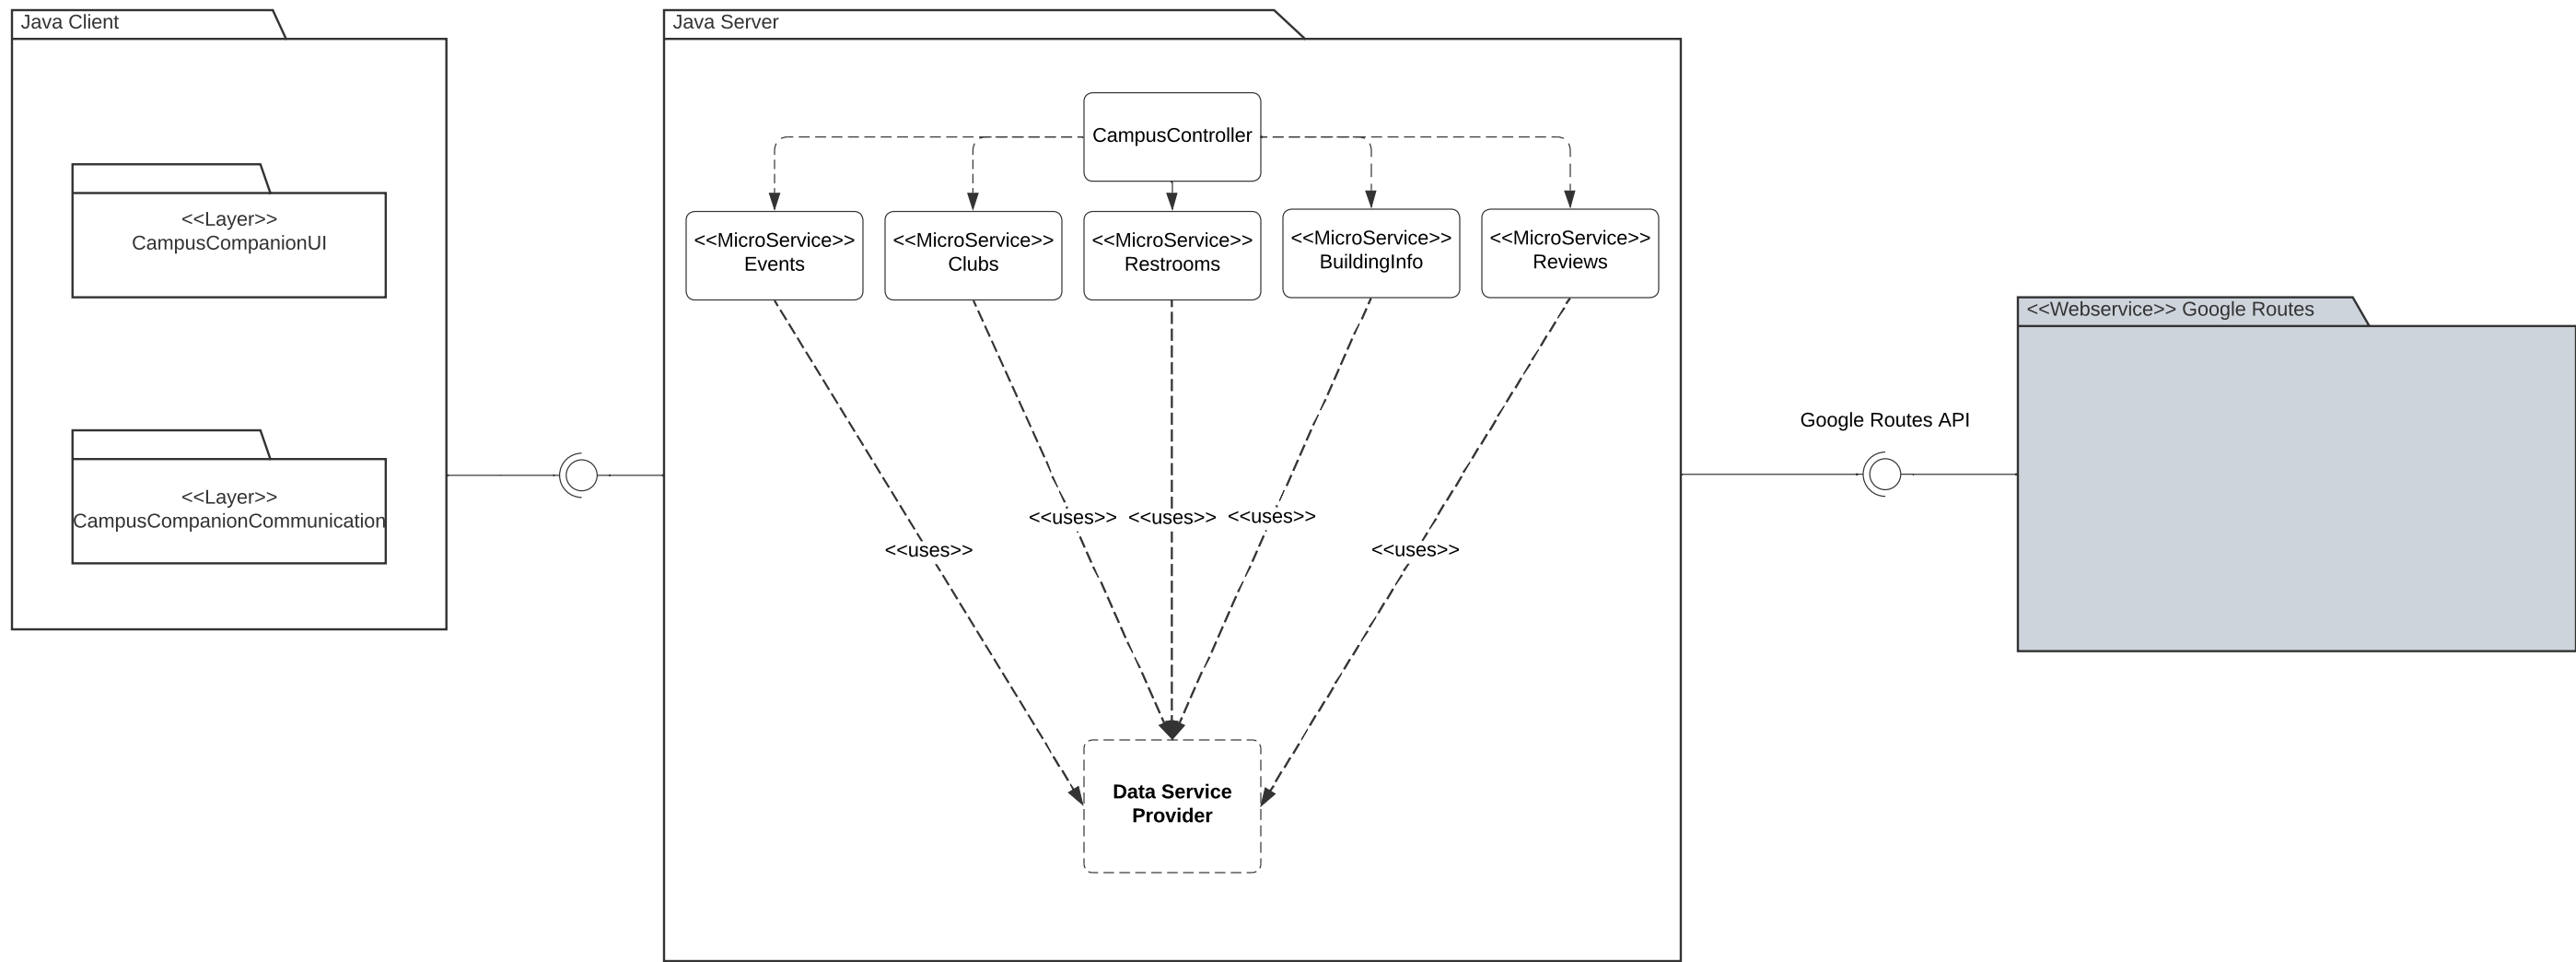 Java Client
<<Layer>>
CampusCompanionUI
<<Layer>>
CampusCompanionCommunication
Java Server
CampusController
<<MicroService>>
Events
<<MicroService>>
Clubs
<<MicroService>>
Restrooms
<<MicroService>>
BuildingInfo
<<MicroService>>
Reviews
<<uses>>
<<uses>>
<<uses>>
<<uses>>
<<uses>>
Data Service
Provider
Google Routes API
<<Webservice>> Google Routes